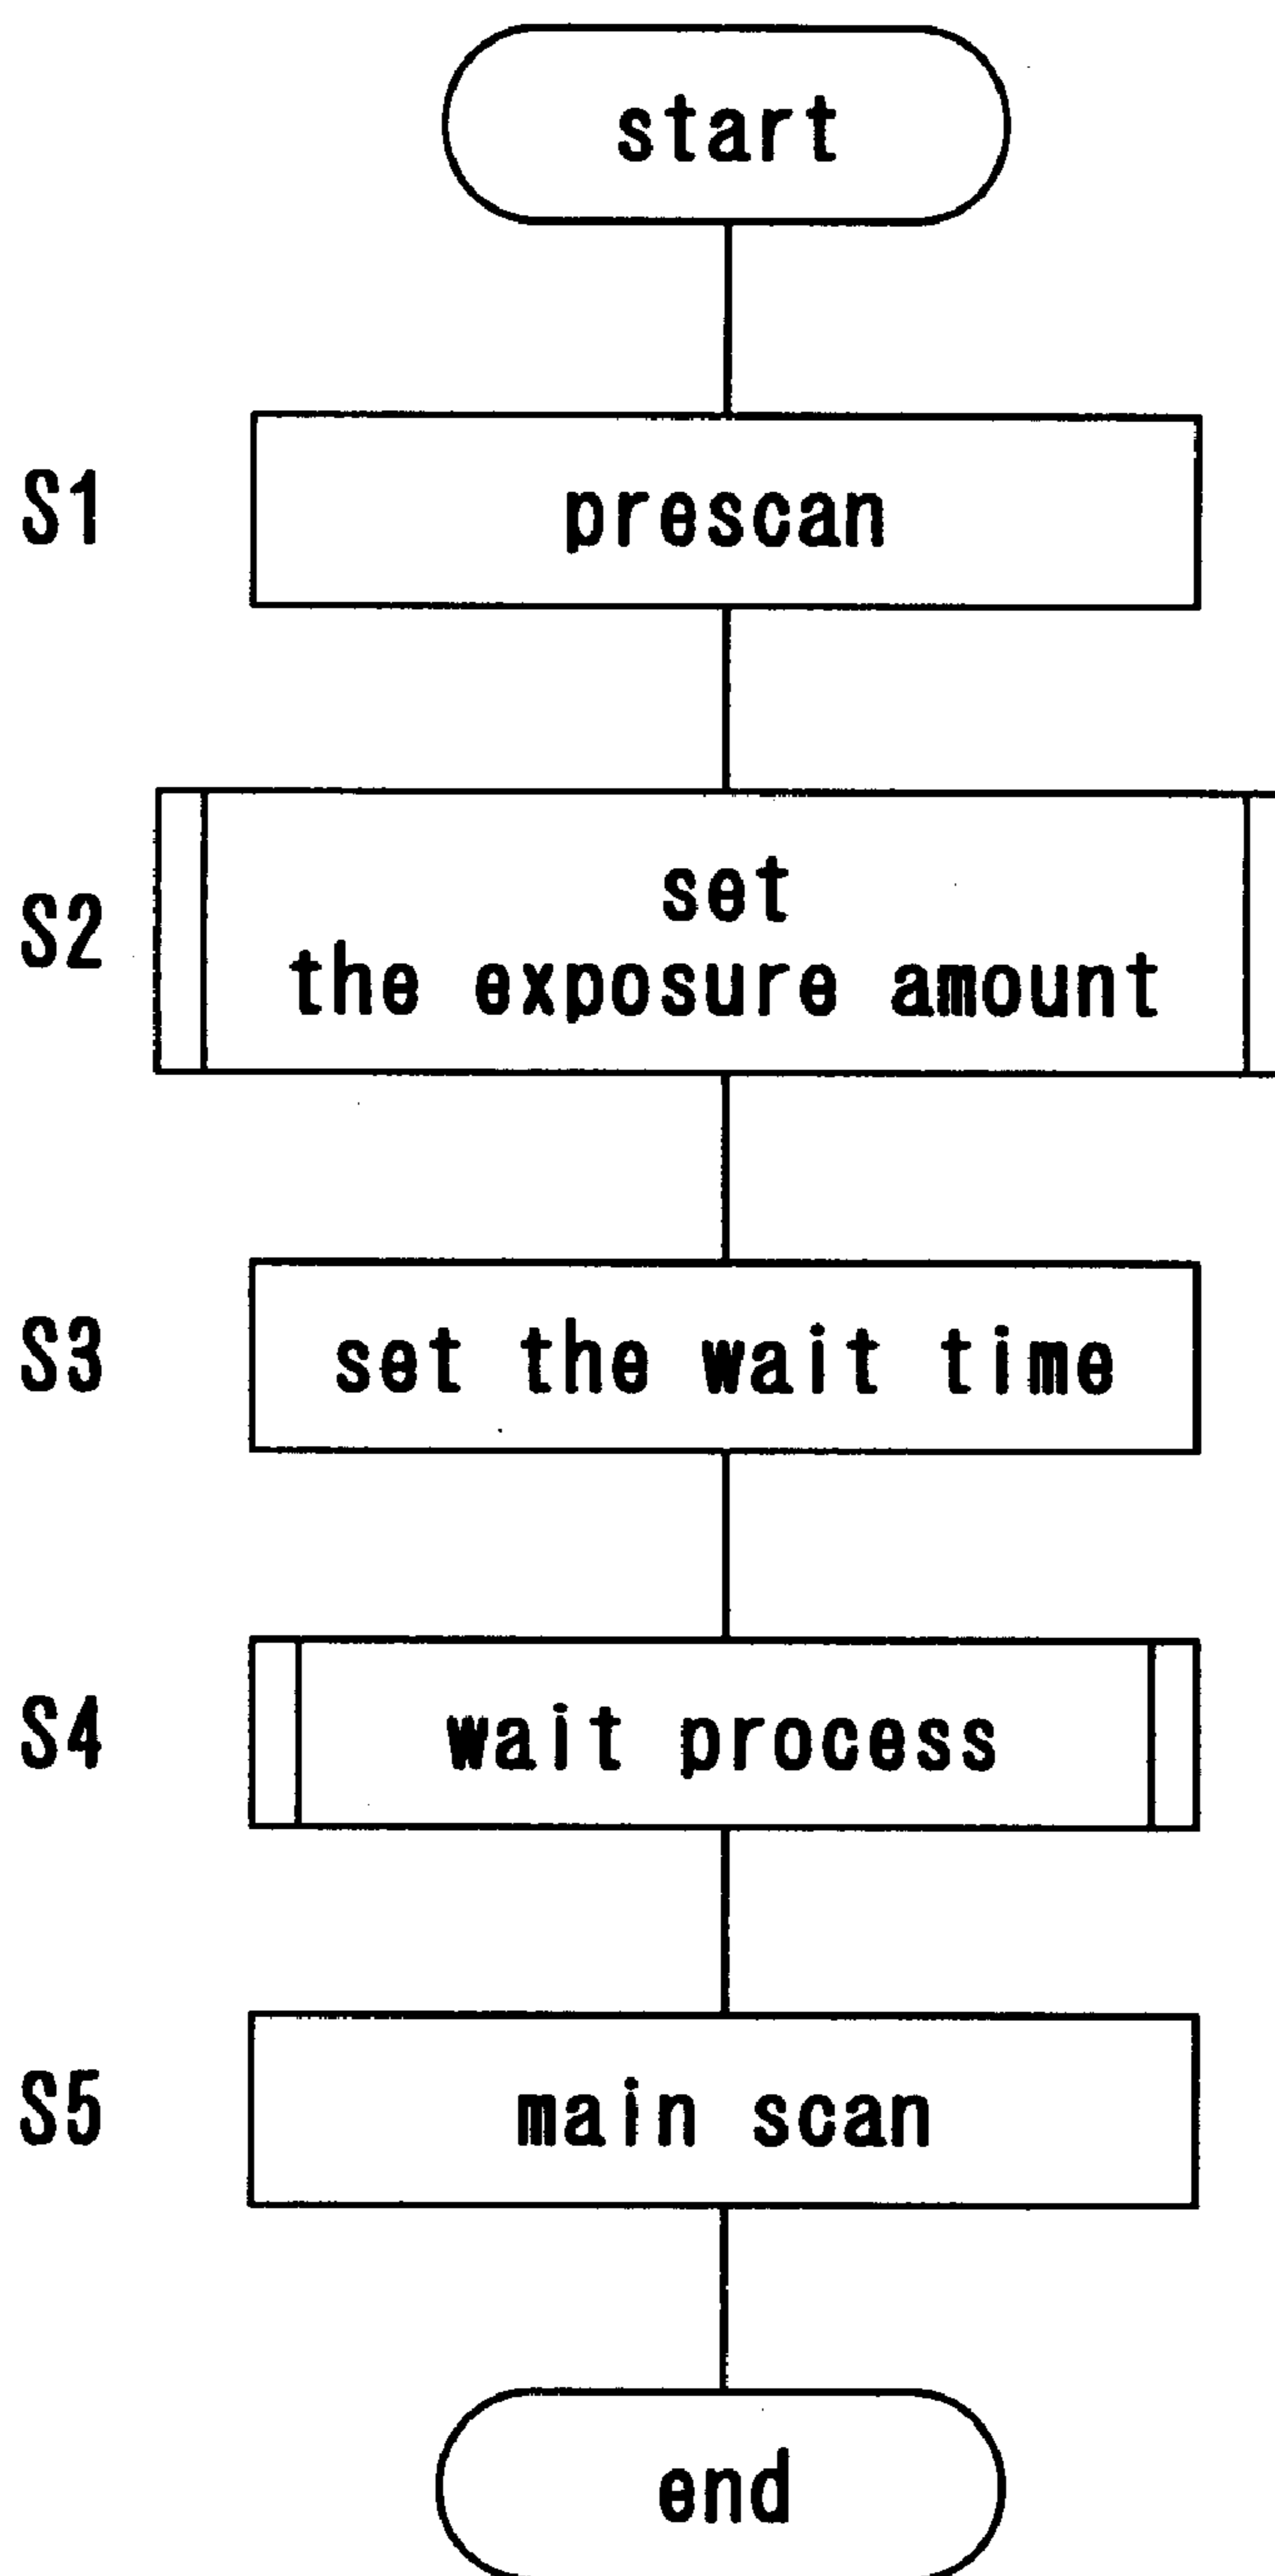 start
S1
prescan
S2
set
the exposure amount
S3
set the wait time
S4
wait process
S5
main scan
end